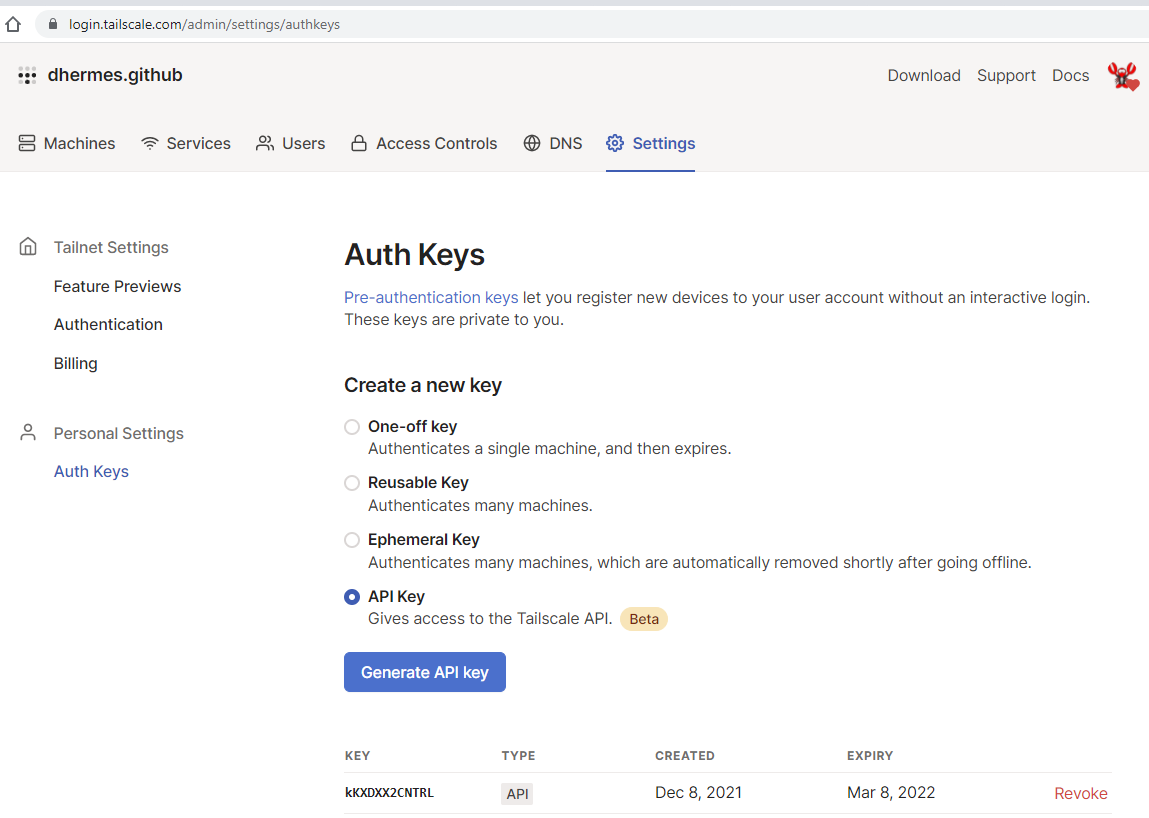 login.tailscale.com/admin/settings/authkeys
dhermes.github
Download Support Docs
Machines Services Users Access Controls DNS Settings
Tailnet Settings
Feature Previews
Authentication
Billing
Personal Settings
Auth Keys
Auth Keys
Pre-authentication keys let you register new devices to your user account without an interactive login.
These keys are private to you.
Create a new key
One-off key
Authenticates a single machine, and then expires.
Reusable Key
Authenticates many machines.
Ephemeral Key
Authenticates many machines, which are automatically removed shortly after going offline.
API Key
Gives access to the Tailscale API. Beta
Generate API key
KEY TYPE CREATED EXPIRY
kKXDXX2CNTRL API Dec 8, 2021 Mar 8, 2022 Revoke